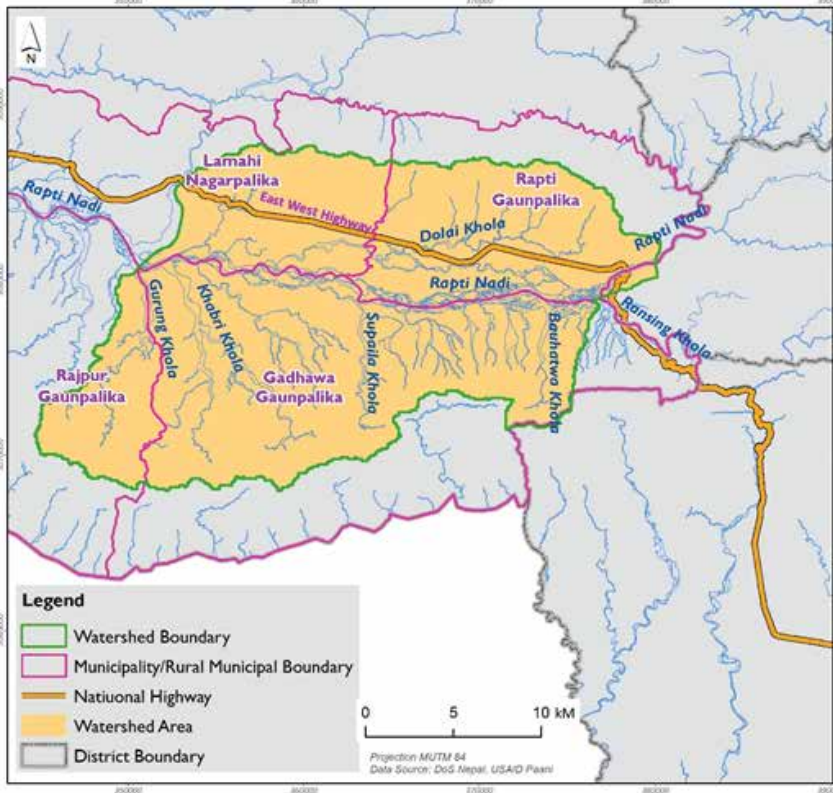 N
Lamahi
Nagarpalika
Rapti
Gaunpalika
Rapti Nadi
East West Highway
Dolai Khola
Rapti Nadi
Rapti Nadi
Ransing Khola
Gurung Khola
Khabri Khola
Supaila Khola
Bauhatwa Khola
Rajpur
Gaunpalika
Gadhawa
Gaunpalika
Legend
Watershed Boundary
Municipality/Rural Municipal Boundary
Natiuonal Highway
Watershed Area
District Boundary
0 5 10 kM
Projection MUTM 84
Data Source: DoS Nepal, USAID Paani